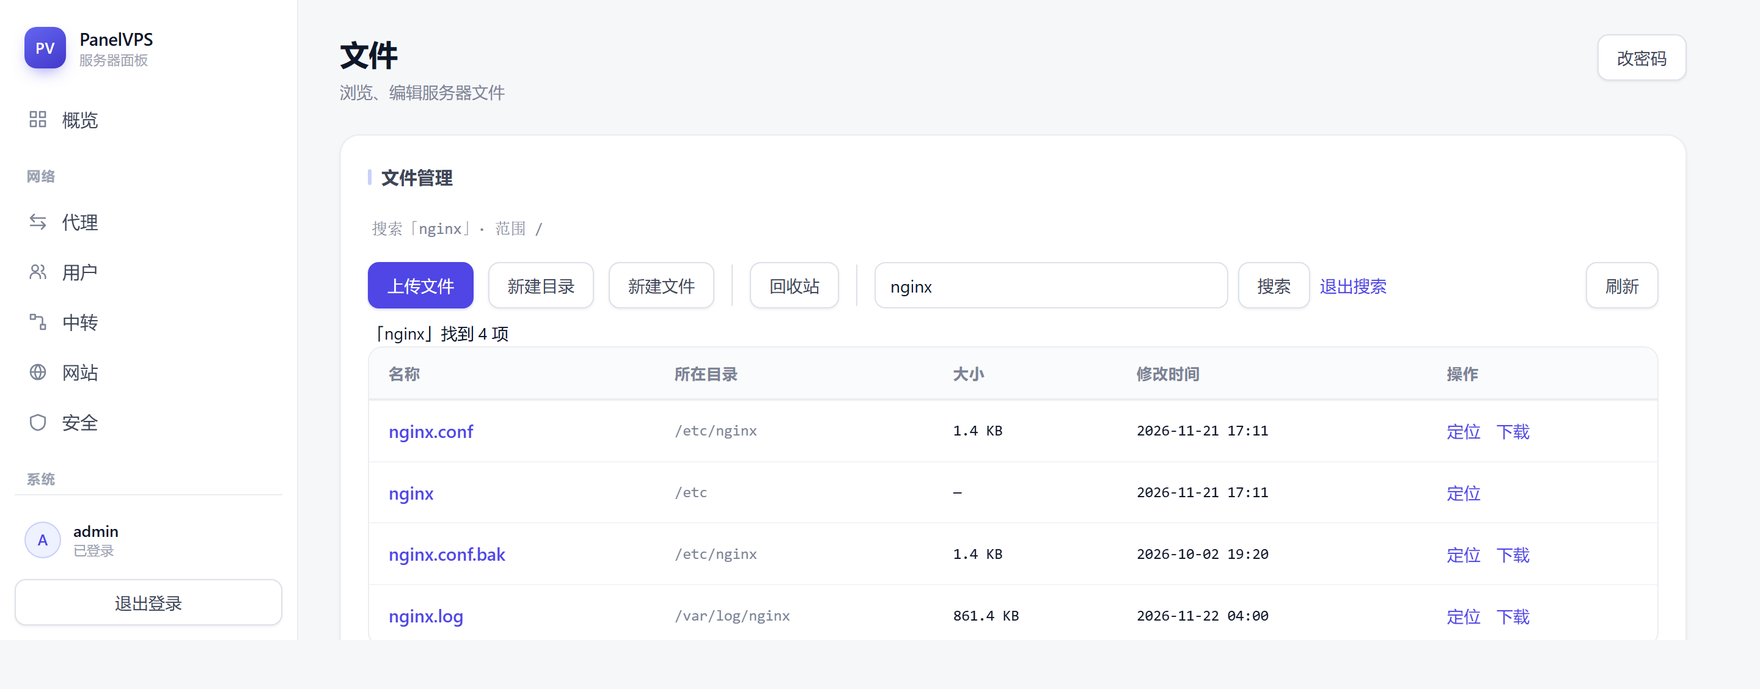 PV
PanelVPS
服务器面板
概览
网络
代理
用户
中转
网站
安全
系统
A
admin
已登录
退出登录
文件
浏览、编辑服务器文件
改密码
文件管理
搜索「nginx」· 范围 /
上传文件 新建目录 新建文件 回收站 nginx 搜索 退出搜索 刷新
「nginx」找到 4 项
名称 所在目录 大小 修改时间 操作
nginx.conf /etc/nginx 1.4 KB 2026-11-21 17:11 定位 下载
nginx /etc — 2026-11-21 17:11 定位
nginx.conf.bak /etc/nginx 1.4 KB 2026-10-02 19:20 定位 下载
nginx.log /var/log/nginx 861.4 KB 2026-11-22 04:00 定位 下载